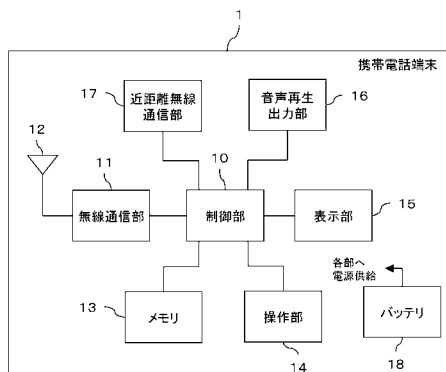 1
携帯電話端末
17
近距離無線
通信部
音声再生
出力部
16
12
11
10
無線通信部
制御部
表示部
15
各部へ
電源供給
13
メモリ
操作部
14
バッテリ
18